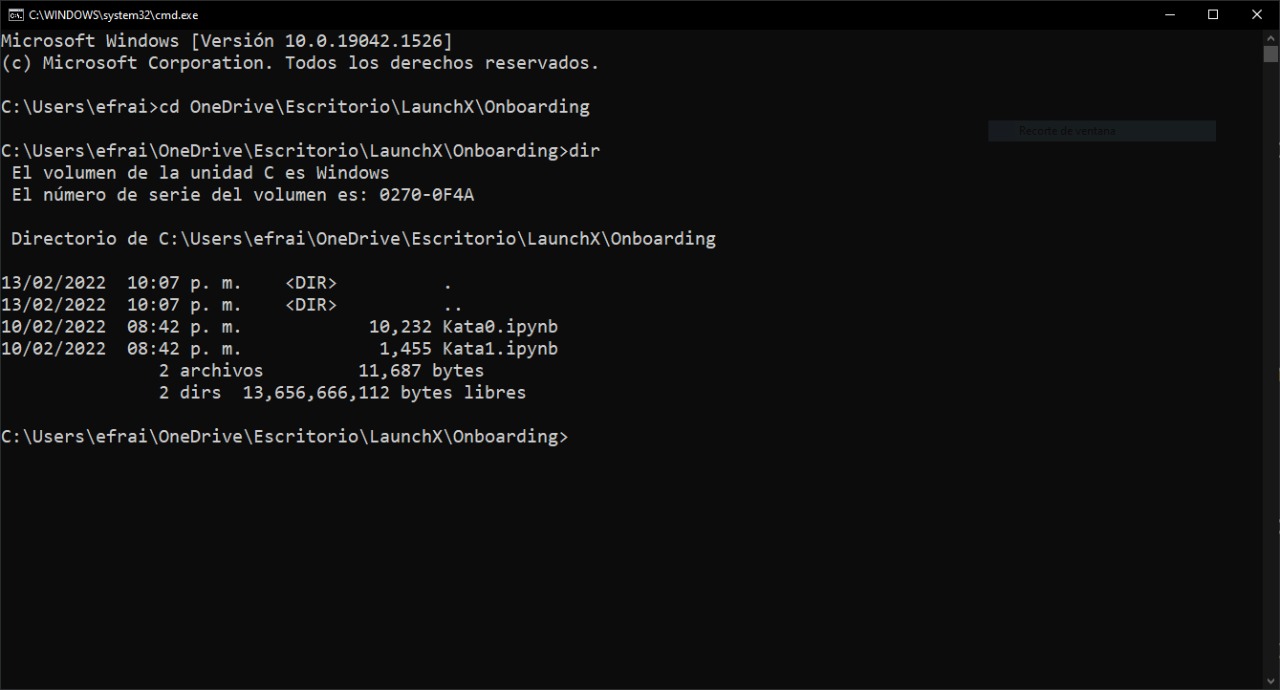 C:\WINDOWS\system32\cmd.exe
Microsoft Windows [Versión 10.0.19042.1526]
(c) Microsoft Corporation. Todos los derechos reservados.
C:\Users\efrai>cd OneDrive\Escritorio\LaunchX\Onboarding
Recorte de ventana
C:\Users\efrai\OneDrive\Escritorio\LaunchX\Onboarding>dir
 El volumen de la unidad C es Windows
 El número de serie del volumen es: 0270-0F4A
 Directorio de C:\Users\efrai\OneDrive\Escritorio\LaunchX\Onboarding
13/02/2022  10:07 p. m.    <DIR>          .
13/02/2022  10:07 p. m.    <DIR>          ..
10/02/2022  08:42 p. m.            10,232 Kata0.ipynb
10/02/2022  08:42 p. m.             1,455 Kata1.ipynb
               2 archivos         11,687 bytes
               2 dirs  13,656,666,112 bytes libres
C:\Users\efrai\OneDrive\Escritorio\LaunchX\Onboarding>